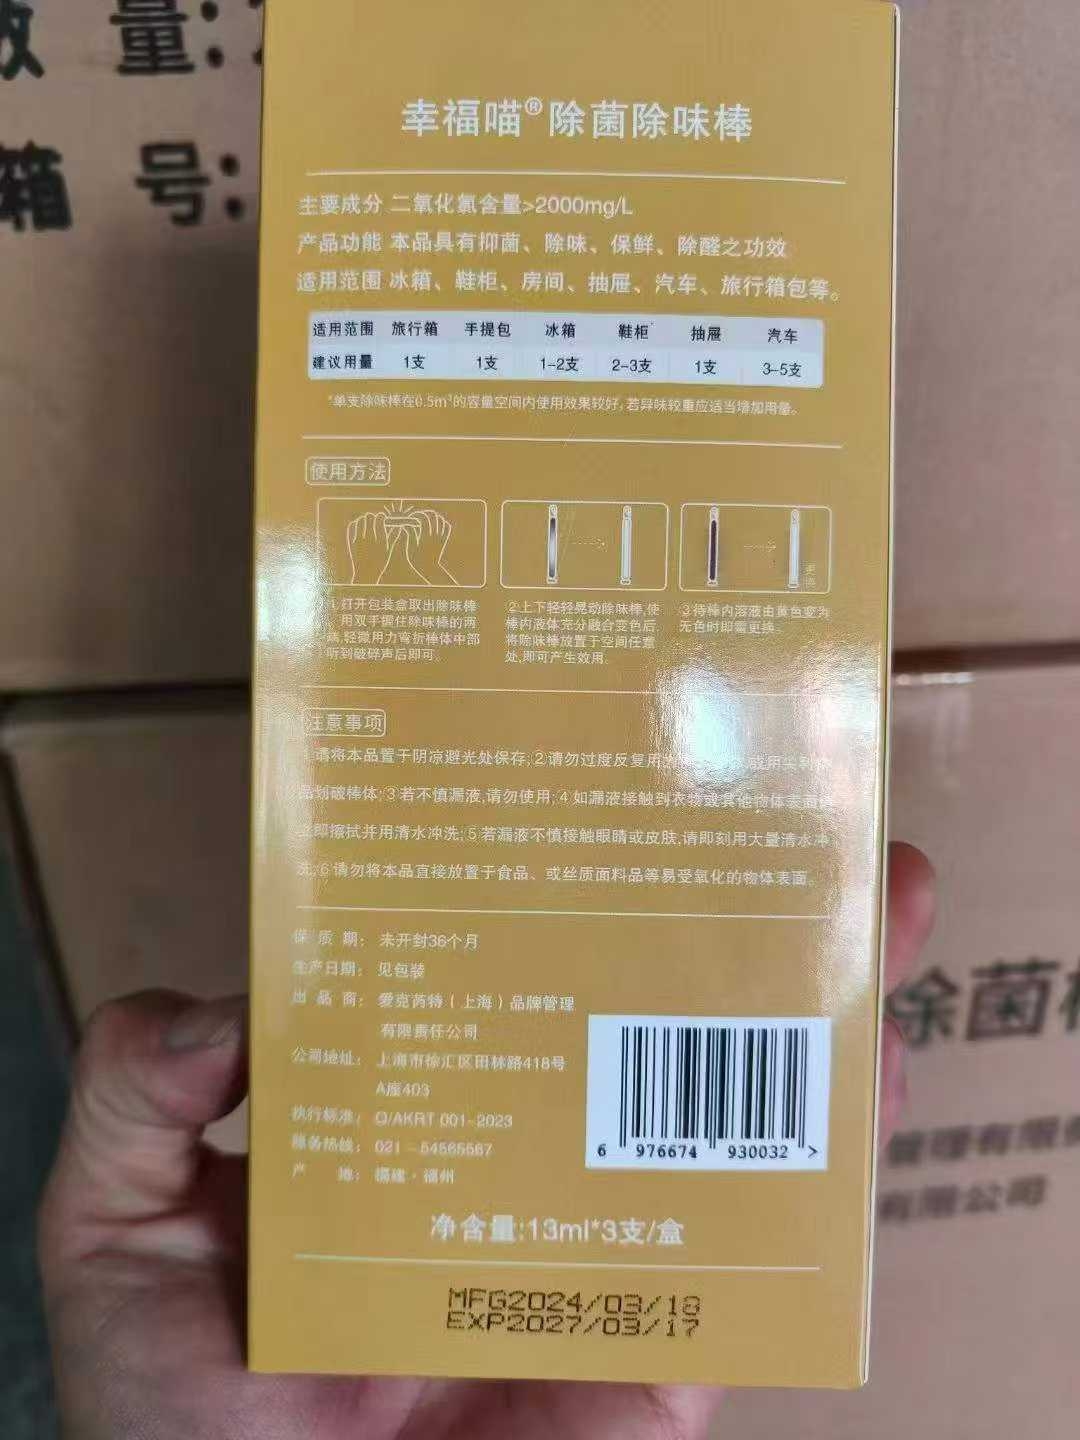 量:
箱 号:
幸福喵®除菌除味棒
主要成分 二氧化氯含量>2000mg/L
产品功能 本品具有抑菌、除味、保鲜、除醛之功效
适用范围 冰箱、鞋柜、房间、抽屉、汽车、旅行箱包等。
适用范围 旅行箱 手提包 冰箱 鞋柜 抽屉 汽车
建议用量 1支 1支 1-2支 2-3支 1支 3-5支
*单支除味棒在0.5m³的容量空间内使用效果较好,若异味较重应适当增加用量。
使用方法
更换
1打开包装盒取出除味棒
用双手握住除味棒的两
端,轻微用力弯折棒体中部
听到破碎声后即可。
2上下轻轻晃动除味棒,使
棒内液体充分融合变色后,
将除味棒放置于空间任意
处,即可产生效用。
3待棒内溶液由黄色变为
无色时即需更换。
注意事项
请将本品置于阴凉避光处保存;2请勿过度反复用 或用尖
品划破棒体;3若不慎漏液,请勿使用;4如漏液接触到衣物或其他物体表面
立即擦拭并用清水冲洗;5若漏液不慎接触眼睛或皮肤,请即刻用大量清水冲
洗;6请勿将本品直接放置于食品、或丝质面料品等易受氧化的物体表面。
保质期: 未开封36个月
生产日期: 见包装
出品商: 爱克芮特(上海)品牌管理
有限责任公司
公司地址: 上海市徐汇区田林路418号
A座403
执行标准: Q/AKRT 001-2023
服务热线: 021-54565567
产地: 福建·福州
6 976674 930032 >
净含量:13ml*3支/盒
MFG2024/03/18
EXP2027/03/17
除菌
管理有限
有限公司